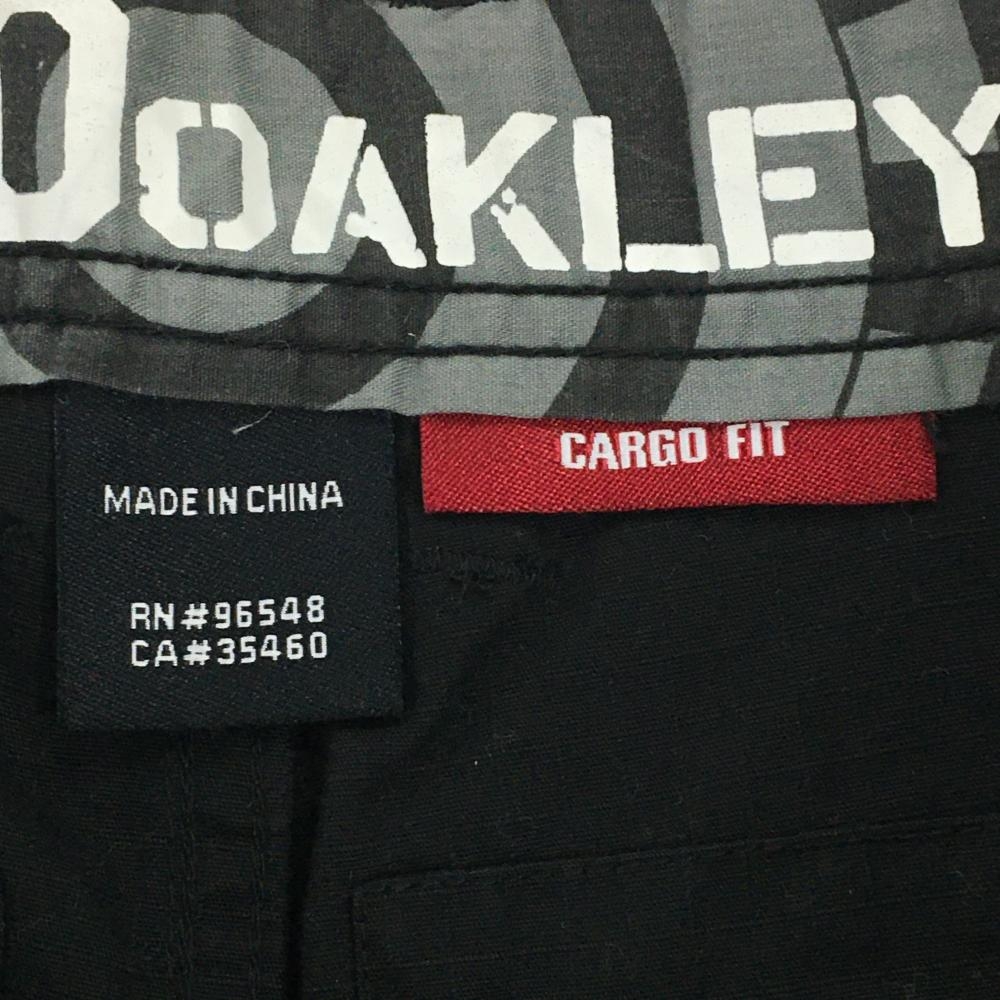 OAKLEY
CARGO FIT
MADE IN CHINA
RN#96548
CA#35460